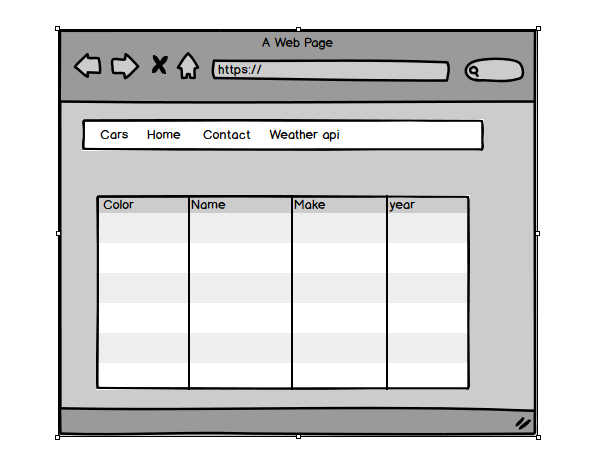 A Web Page
https://
Cars Home Contact Weather api
Color Name Make year